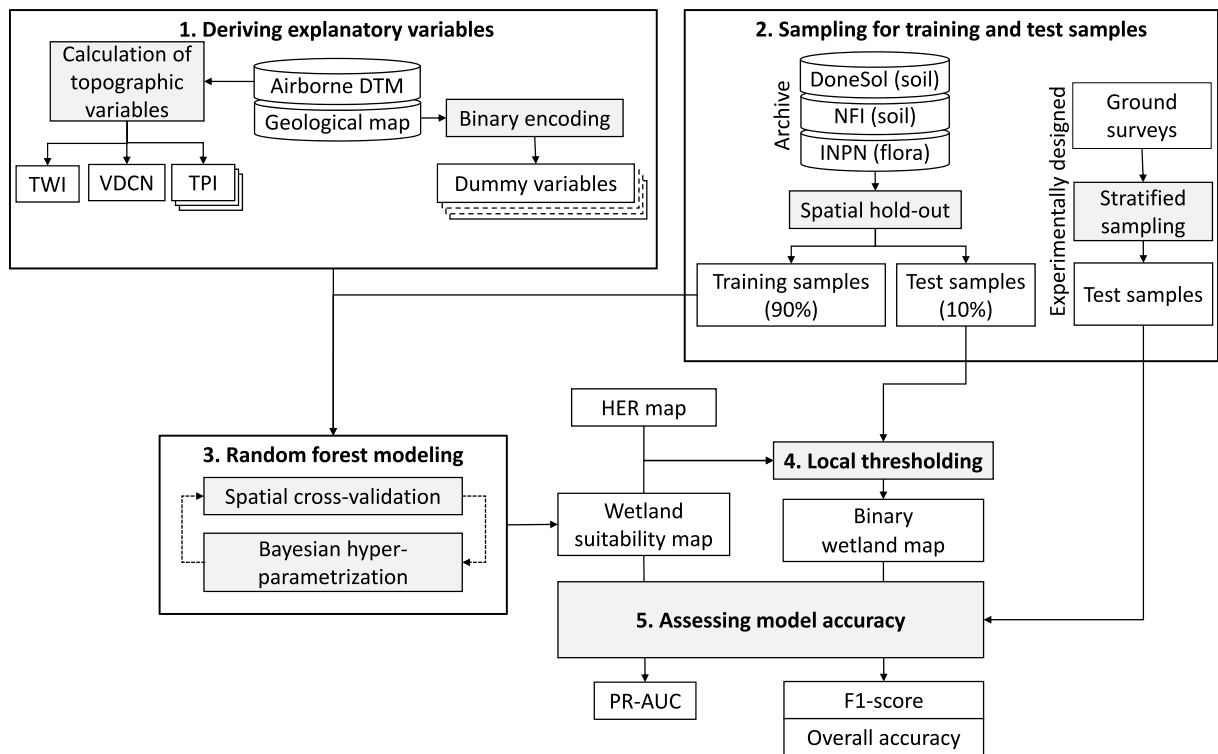 1. Deriving explanatory variables
Calculation of
topographic
variables
Airborne DTM
Geological map
Binary encoding
TWI
VDCN
TPI
Dummy variables
2. Sampling for training and test samples
Archive
DoneSol (soil)
NFI (soil)
INPN (flora)
Spatial hold-out
Training samples
(90%)
Test samples
(10%)
Experimentally designed
Ground
surveys
Stratified
sampling
Test samples
HER map
3. Random forest modeling
Spatial cross-validation
Bayesian hyper-
parametrization
4. Local thresholding
Wetland
suitability map
Binary
wetland map
5. Assessing model accuracy
PR-AUC
F1-score
Overall accuracy